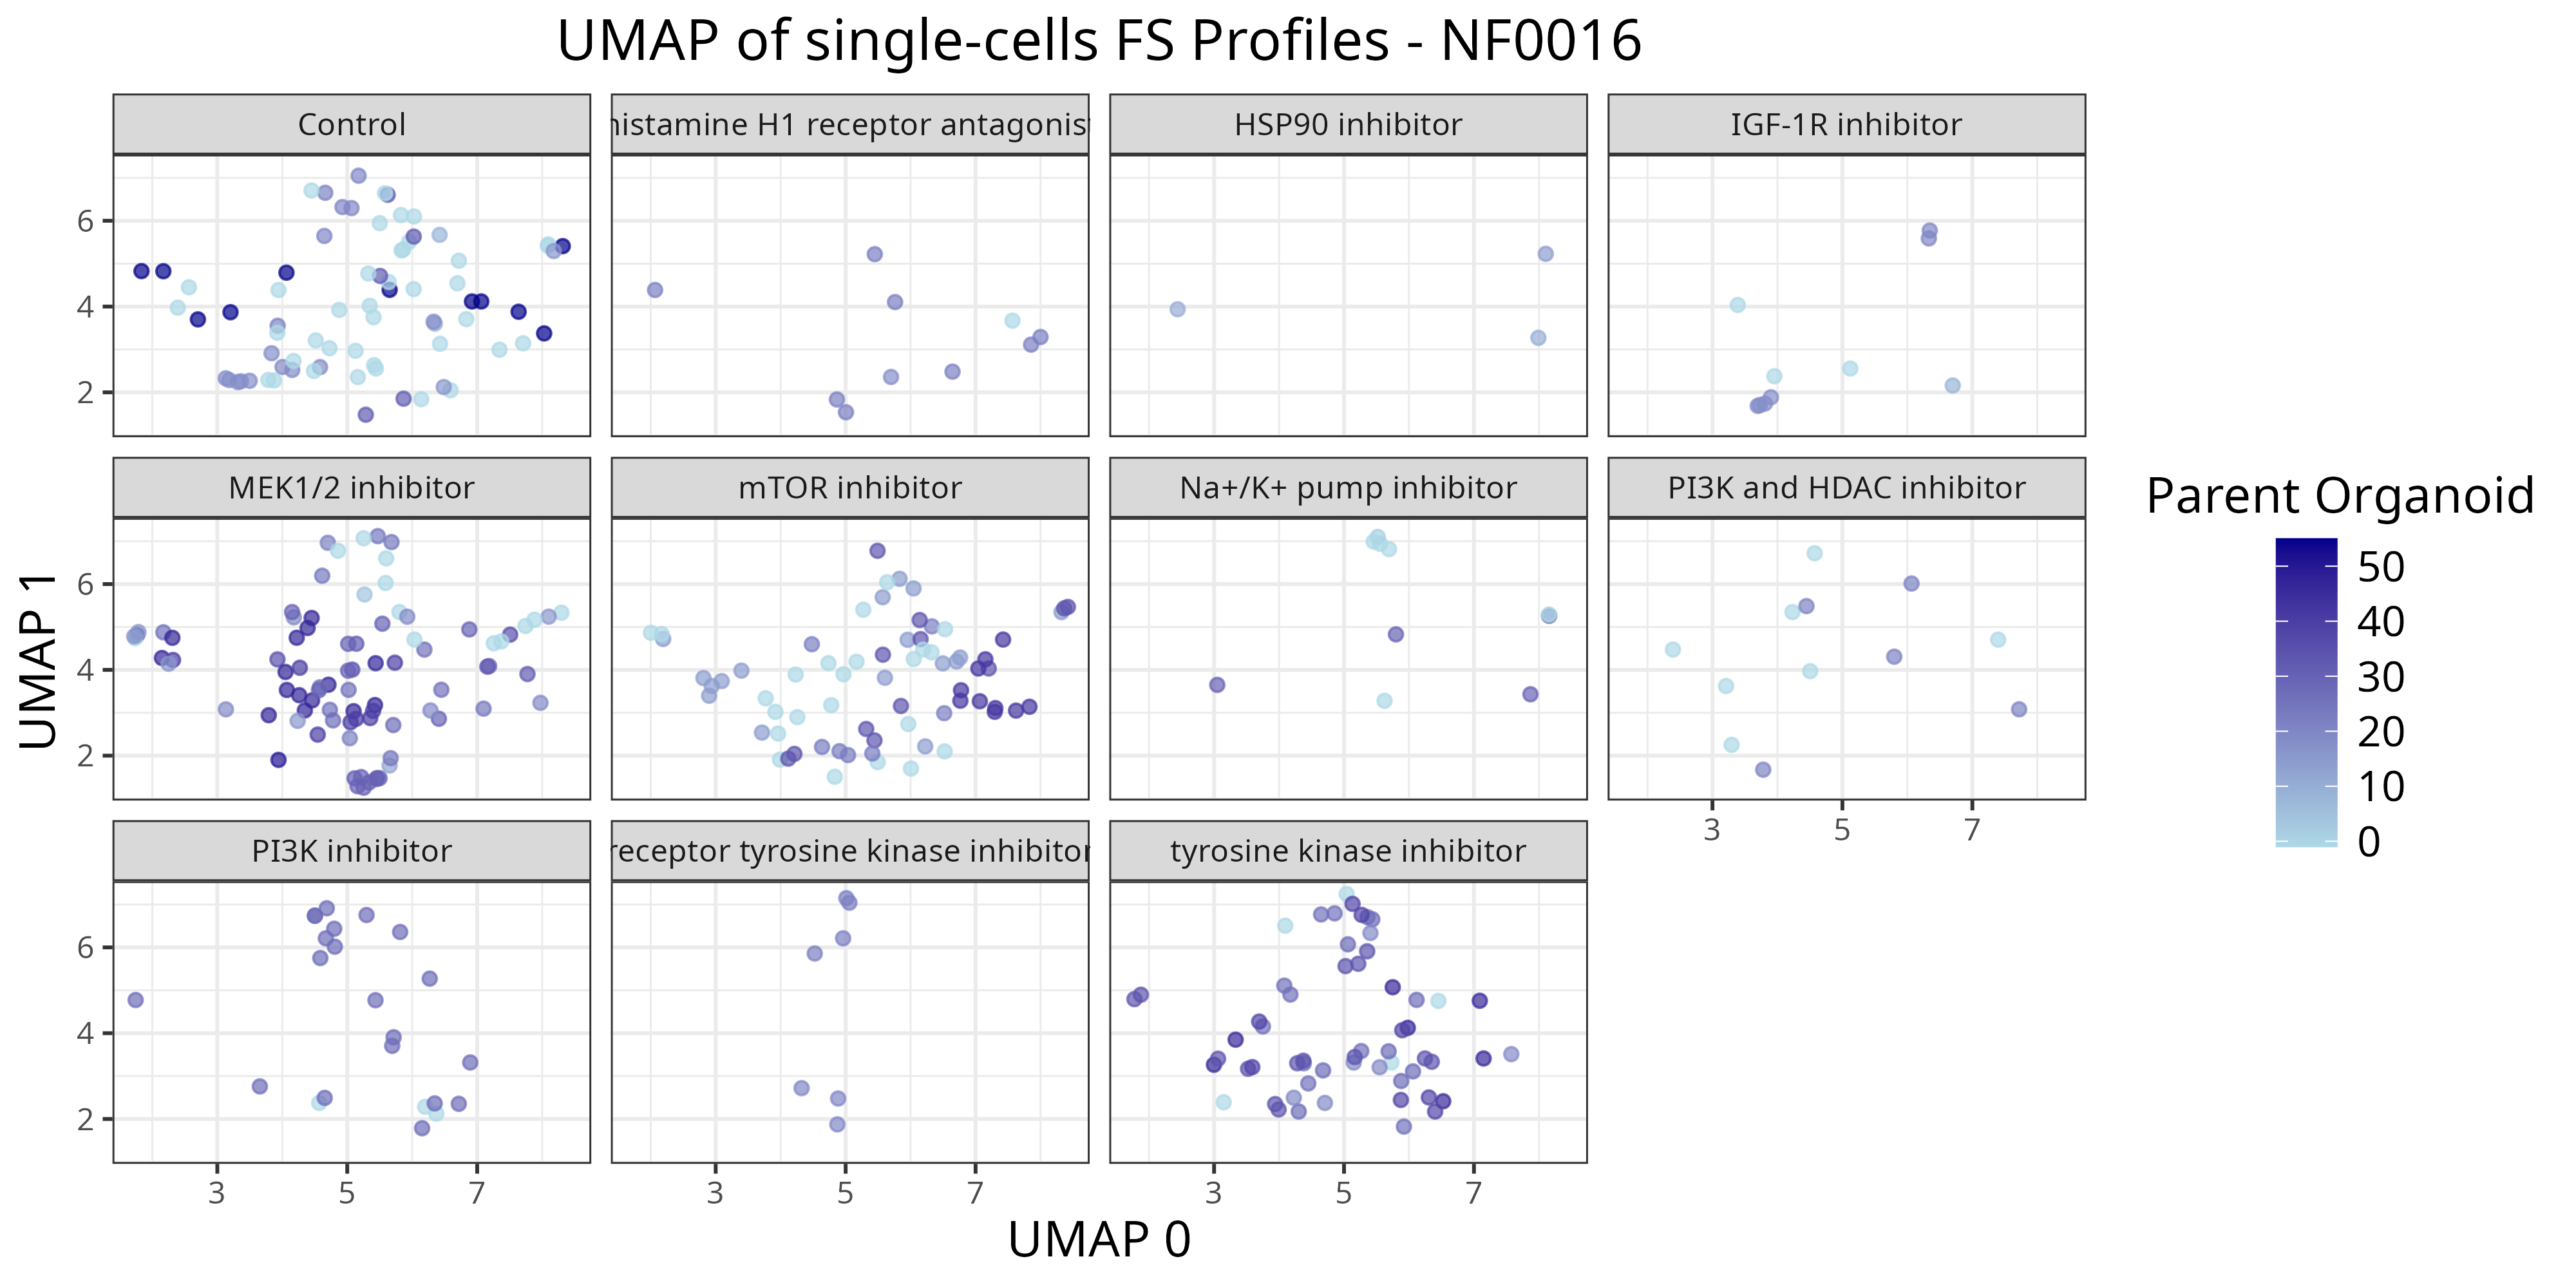 UMAP of single-cells FS Profiles - NF0016
Control
histamine H1 receptor antagonist
HSP90 inhibitor
IGF-1R inhibitor
6
4
2
MEK1/2 inhibitor
mTOR inhibitor
Na+/K+ pump inhibitor
PI3K and HDAC inhibitor
6
4
2
3 5 7
PI3K inhibitor
receptor tyrosine kinase inhibitor
tyrosine kinase inhibitor
6
4
2
3 5 7
3 5 7
3 5 7
UMAP 0
UMAP 1
Parent Organoid
50
40
30
20
10
0